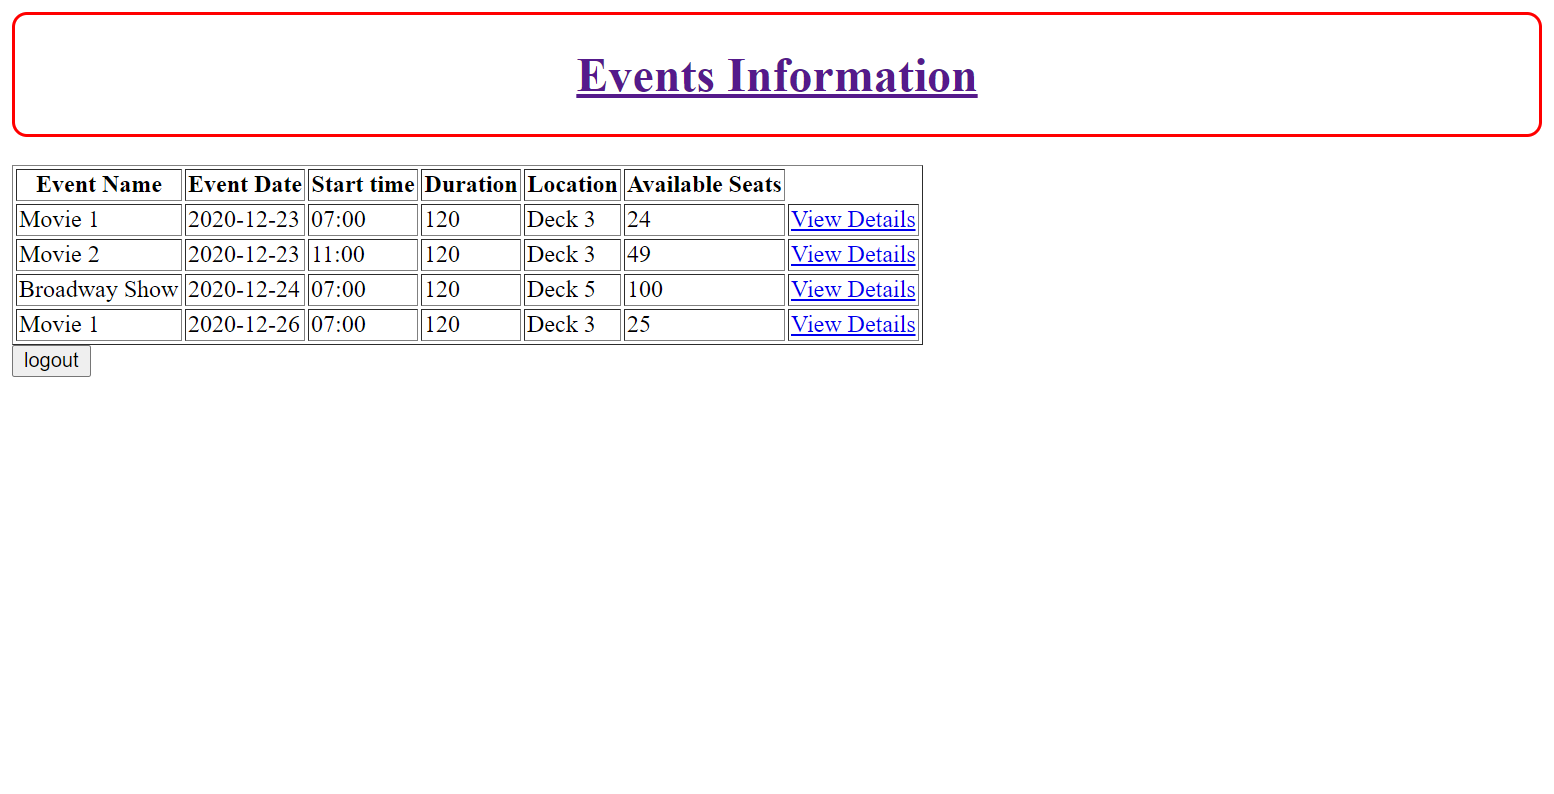 Events Information
Event Name Event Date Start time Duration Location Available Seats
Movie 1 2020-12-23 07:00 120 Deck 3 24 View Details
Movie 2 2020-12-23 11:00 120 Deck 3 49 View Details
Broadway Show 2020-12-24 07:00 120 Deck 5 100 View Details
Movie 1 2020-12-26 07:00 120 Deck 3 25 View Details
logout